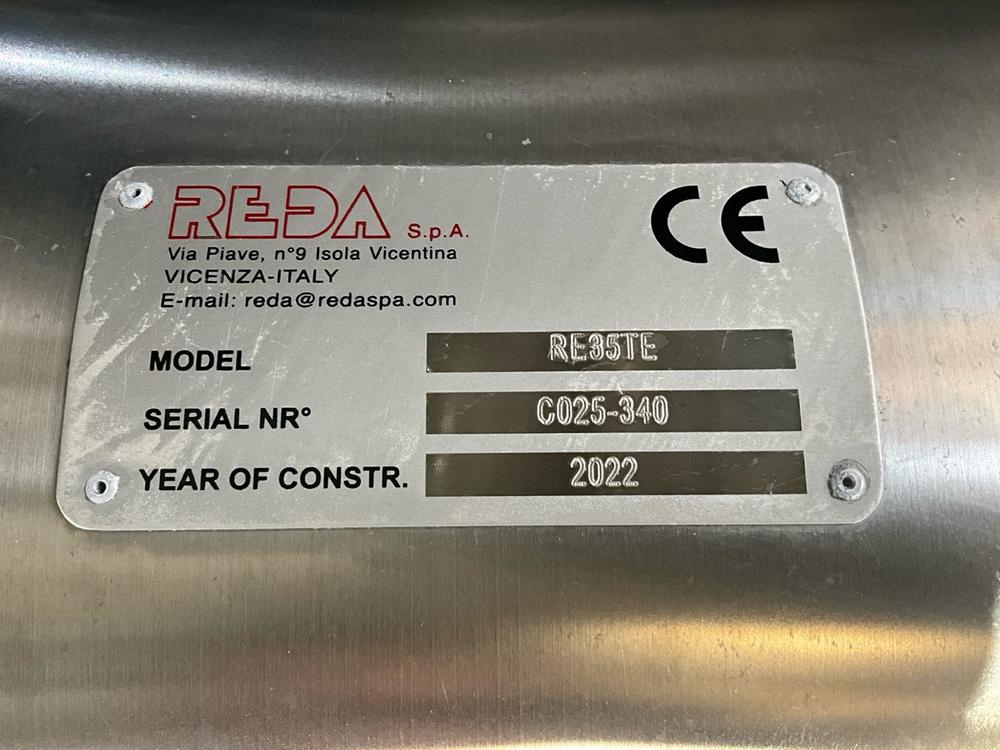 REDA S.p.A.
CE
Via Piave, n°9 Isola Vicentina
VICENZA-ITALY
E-mail: reda@redaspa.com
MODEL RE35TE
SERIAL NR° C025-340
YEAR OF CONSTR. 2022